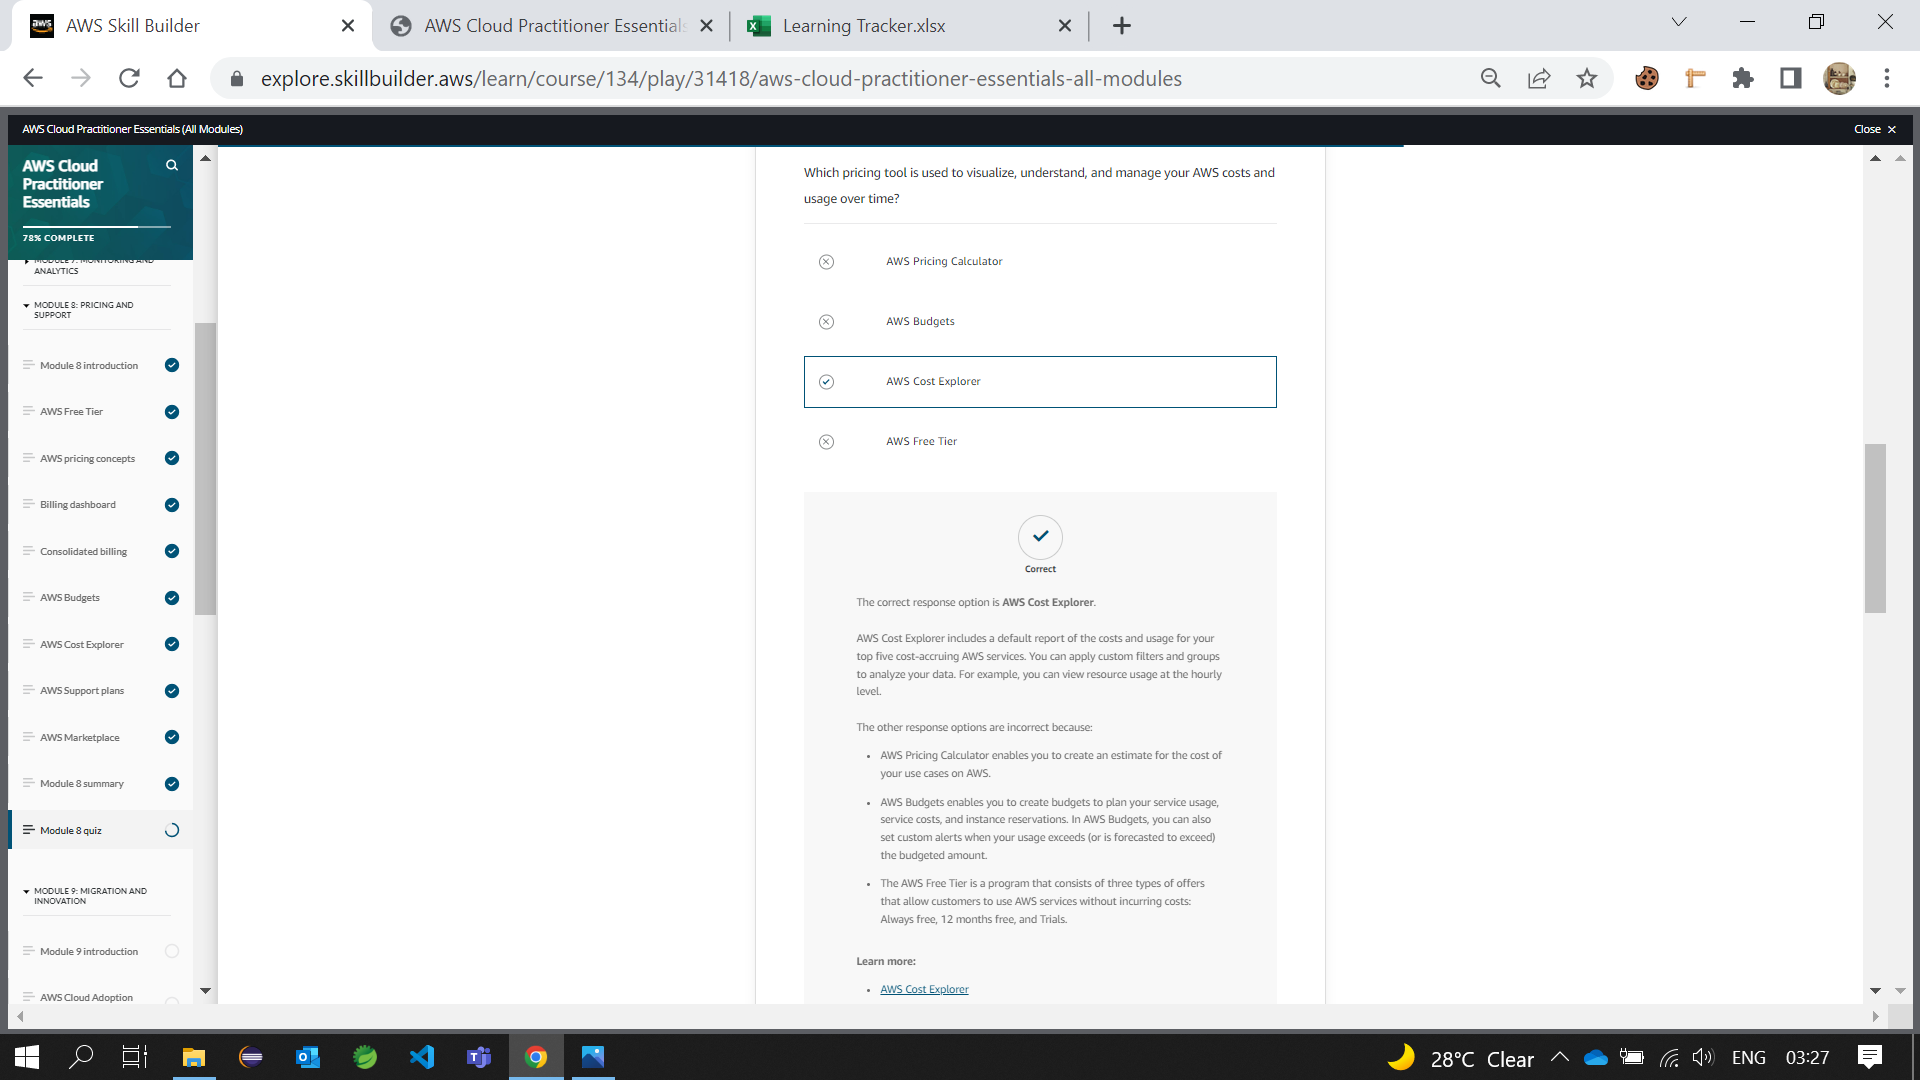 AWS Skill Builder
AWS Cloud Practitioner Essentials
Learning Tracker.xlsx
explore.skillbuilder.aws/learn/course/134/play/31418/aws-cloud-practitioner-essentials-all-modules
AWS Cloud Practitioner Essentials (All Modules)
Close
AWS Cloud
Practitioner
Essentials
78% COMPLETE
MODULE 7: MONITORING AND
ANALYTICS
MODULE 8: PRICING AND
SUPPORT
Module 8 introduction
AWS Free Tier
AWS pricing concepts
Billing dashboard
Consolidated billing
AWS Budgets
AWS Cost Explorer
AWS Support plans
AWS Marketplace
Module 8 summary
Module 8 quiz
MODULE 9: MIGRATION AND
INNOVATION
Module 9 introduction
AWS Cloud Adoption
Which pricing tool is used to visualize, understand, and manage your AWS costs and
usage over time?
AWS Pricing Calculator
AWS Budgets
AWS Cost Explorer
AWS Free Tier
Correct
The correct response option is AWS Cost Explorer.
AWS Cost Explorer includes a default report of the costs and usage for your
top five cost-accruing AWS services. You can apply custom filters and groups
to analyze your data. For example, you can view resource usage at the hourly
level.
The other response options are incorrect because:
• AWS Pricing Calculator enables you to create an estimate for the cost of
your use cases on AWS.
• AWS Budgets enables you to create budgets to plan your service usage,
service costs, and instance reservations. In AWS Budgets, you can also
set custom alerts when your usage exceeds (or is forecasted to exceed)
the budgeted amount.
• The AWS Free Tier is a program that consists of three types of offers
that allow customers to use AWS services without incurring costs:
Always free, 12 months free, and Trials.
Learn more:
• AWS Cost Explorer
28°C Clear
ENG
03:27